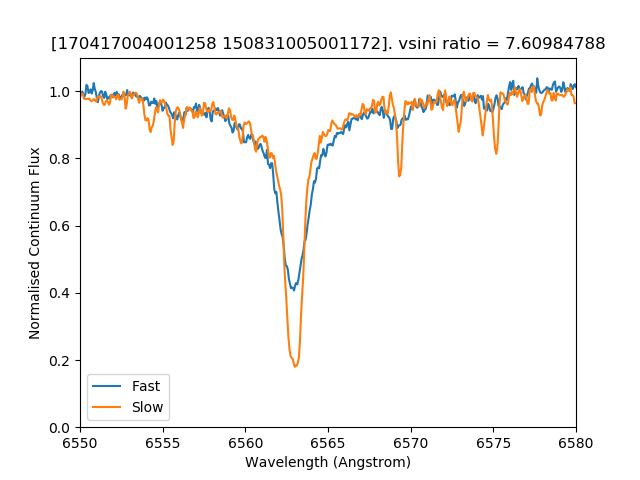 [170417004001258 150831005001172]. vsini ratio = 7.60984788
Normalised Continuum Flux
1.0
0.8
0.6
0.4
0.2
0.0
Fast
Slow
6550 6555 6560 6565 6570 6575 6580
Wavelength (Angstrom)